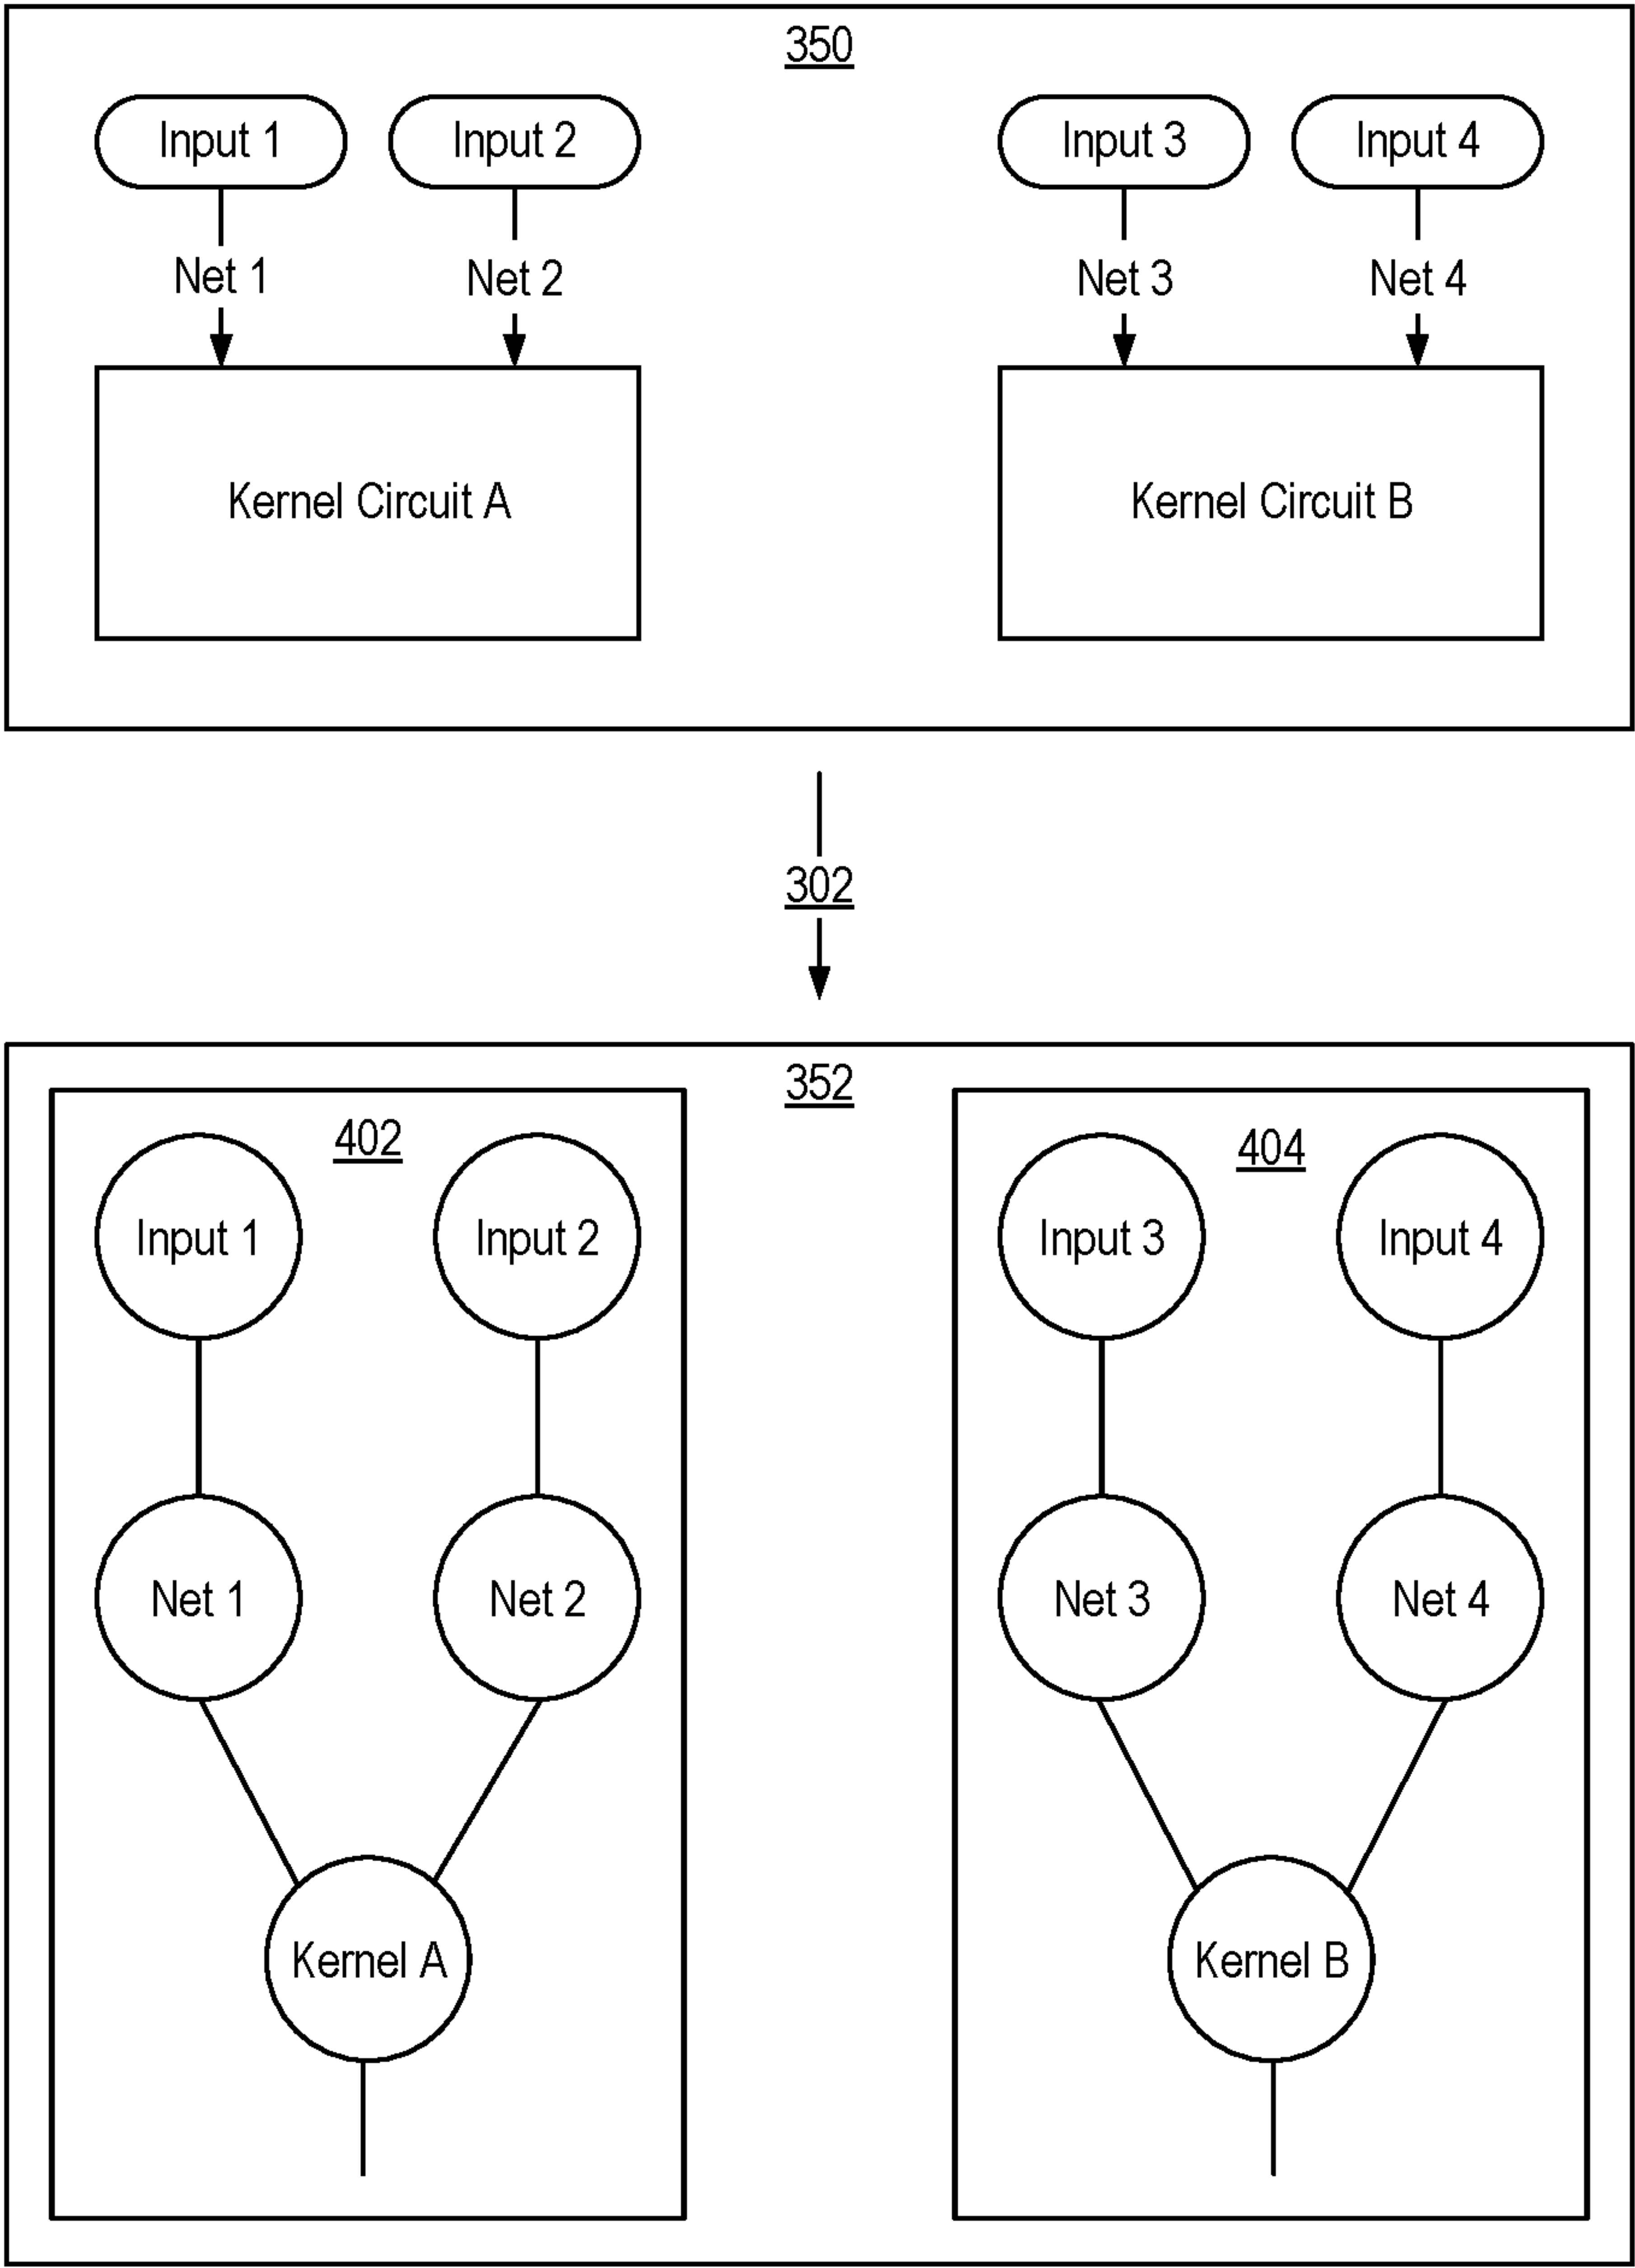 350
Input 1 Input 2 Input 3 Input 4
Net 1 Net 2 Net 3 Net 4
Kernel Circuit A Kernel Circuit B
302
352
402 404
Input 1 Input 2 Input 3 Input 4
Net 1 Net 2 Net 3 Net 4
Kernel A Kernel B